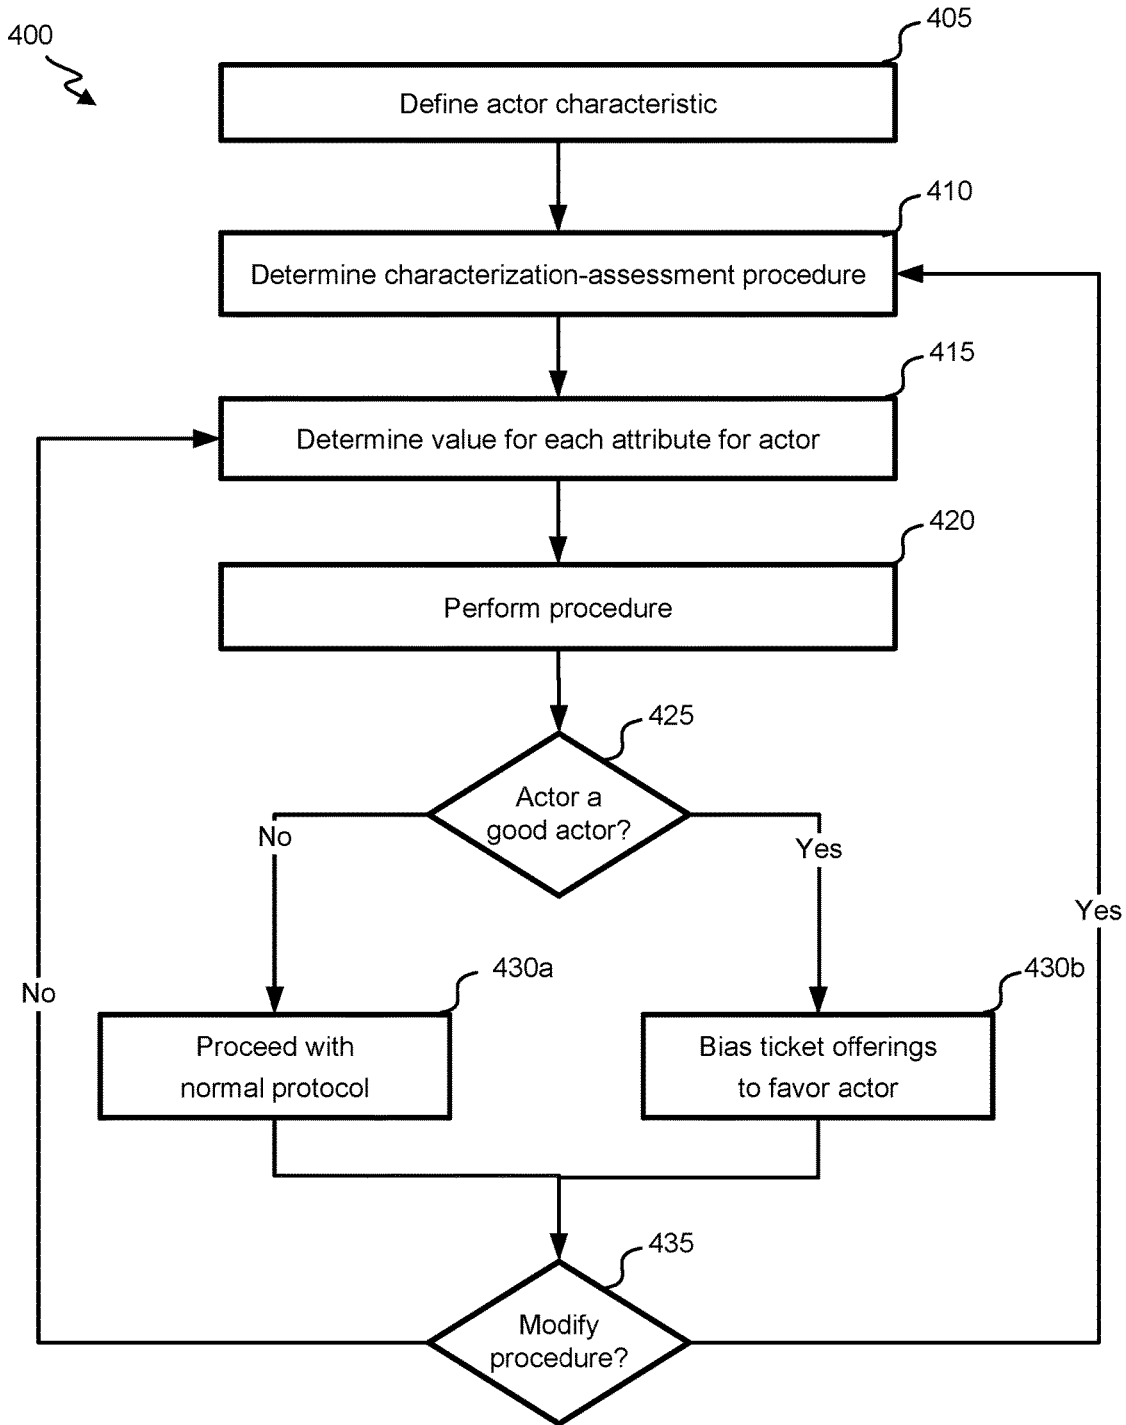 400
405
Define actor characteristic
410
Determine characterization-assessment procedure
415
Determine value for each attribute for actor
420
Perform procedure
425
Actor a
good actor?
No
Yes
Yes
430a
430b
No
Proceed with
normal protocol
Bias ticket offerings
to favor actor
435
Modify
procedure?